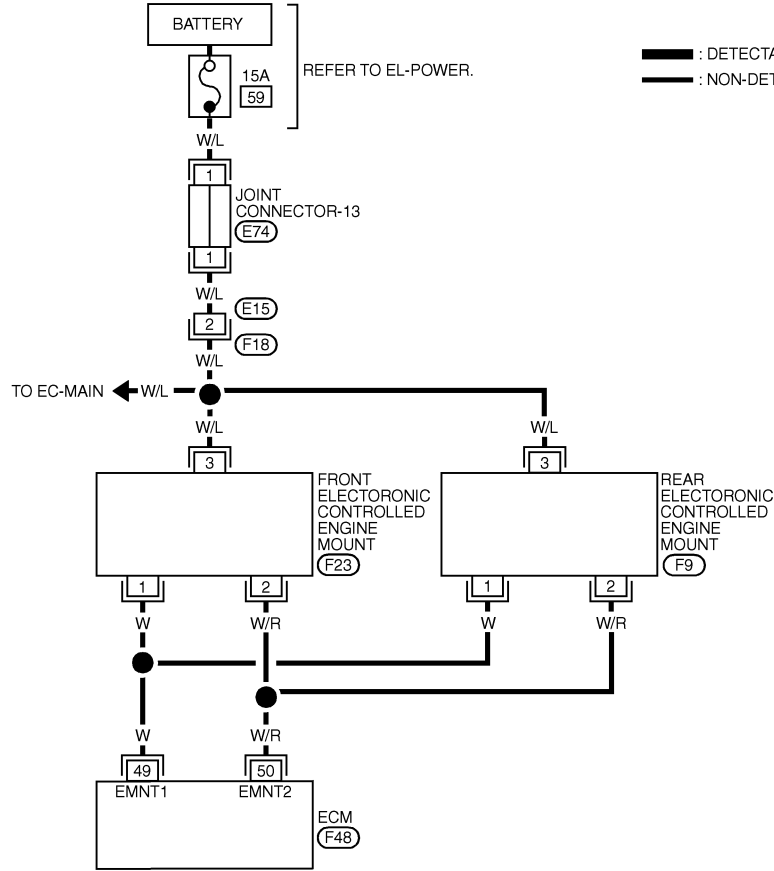 BATTERY
REFER TO EL-POWER.
15A
59
: DETECTA
: NON-DET
W/L
1
JOINT
CONNECTOR-13
E74
1
W/L
E15
2
F18
W/L
TO EC-MAIN
W/L
W/L
W/L
3
3
FRONT
ELECTORONIC
CONTROLLED
ENGINE
MOUNT
F23
REAR
ELECTORONIC
CONTROLLED
ENGINE
MOUNT
F9
1
2
1
2
W
W/R
W
W/R
W
W/R
49
50
EMNT1
EMNT2
ECM
F48